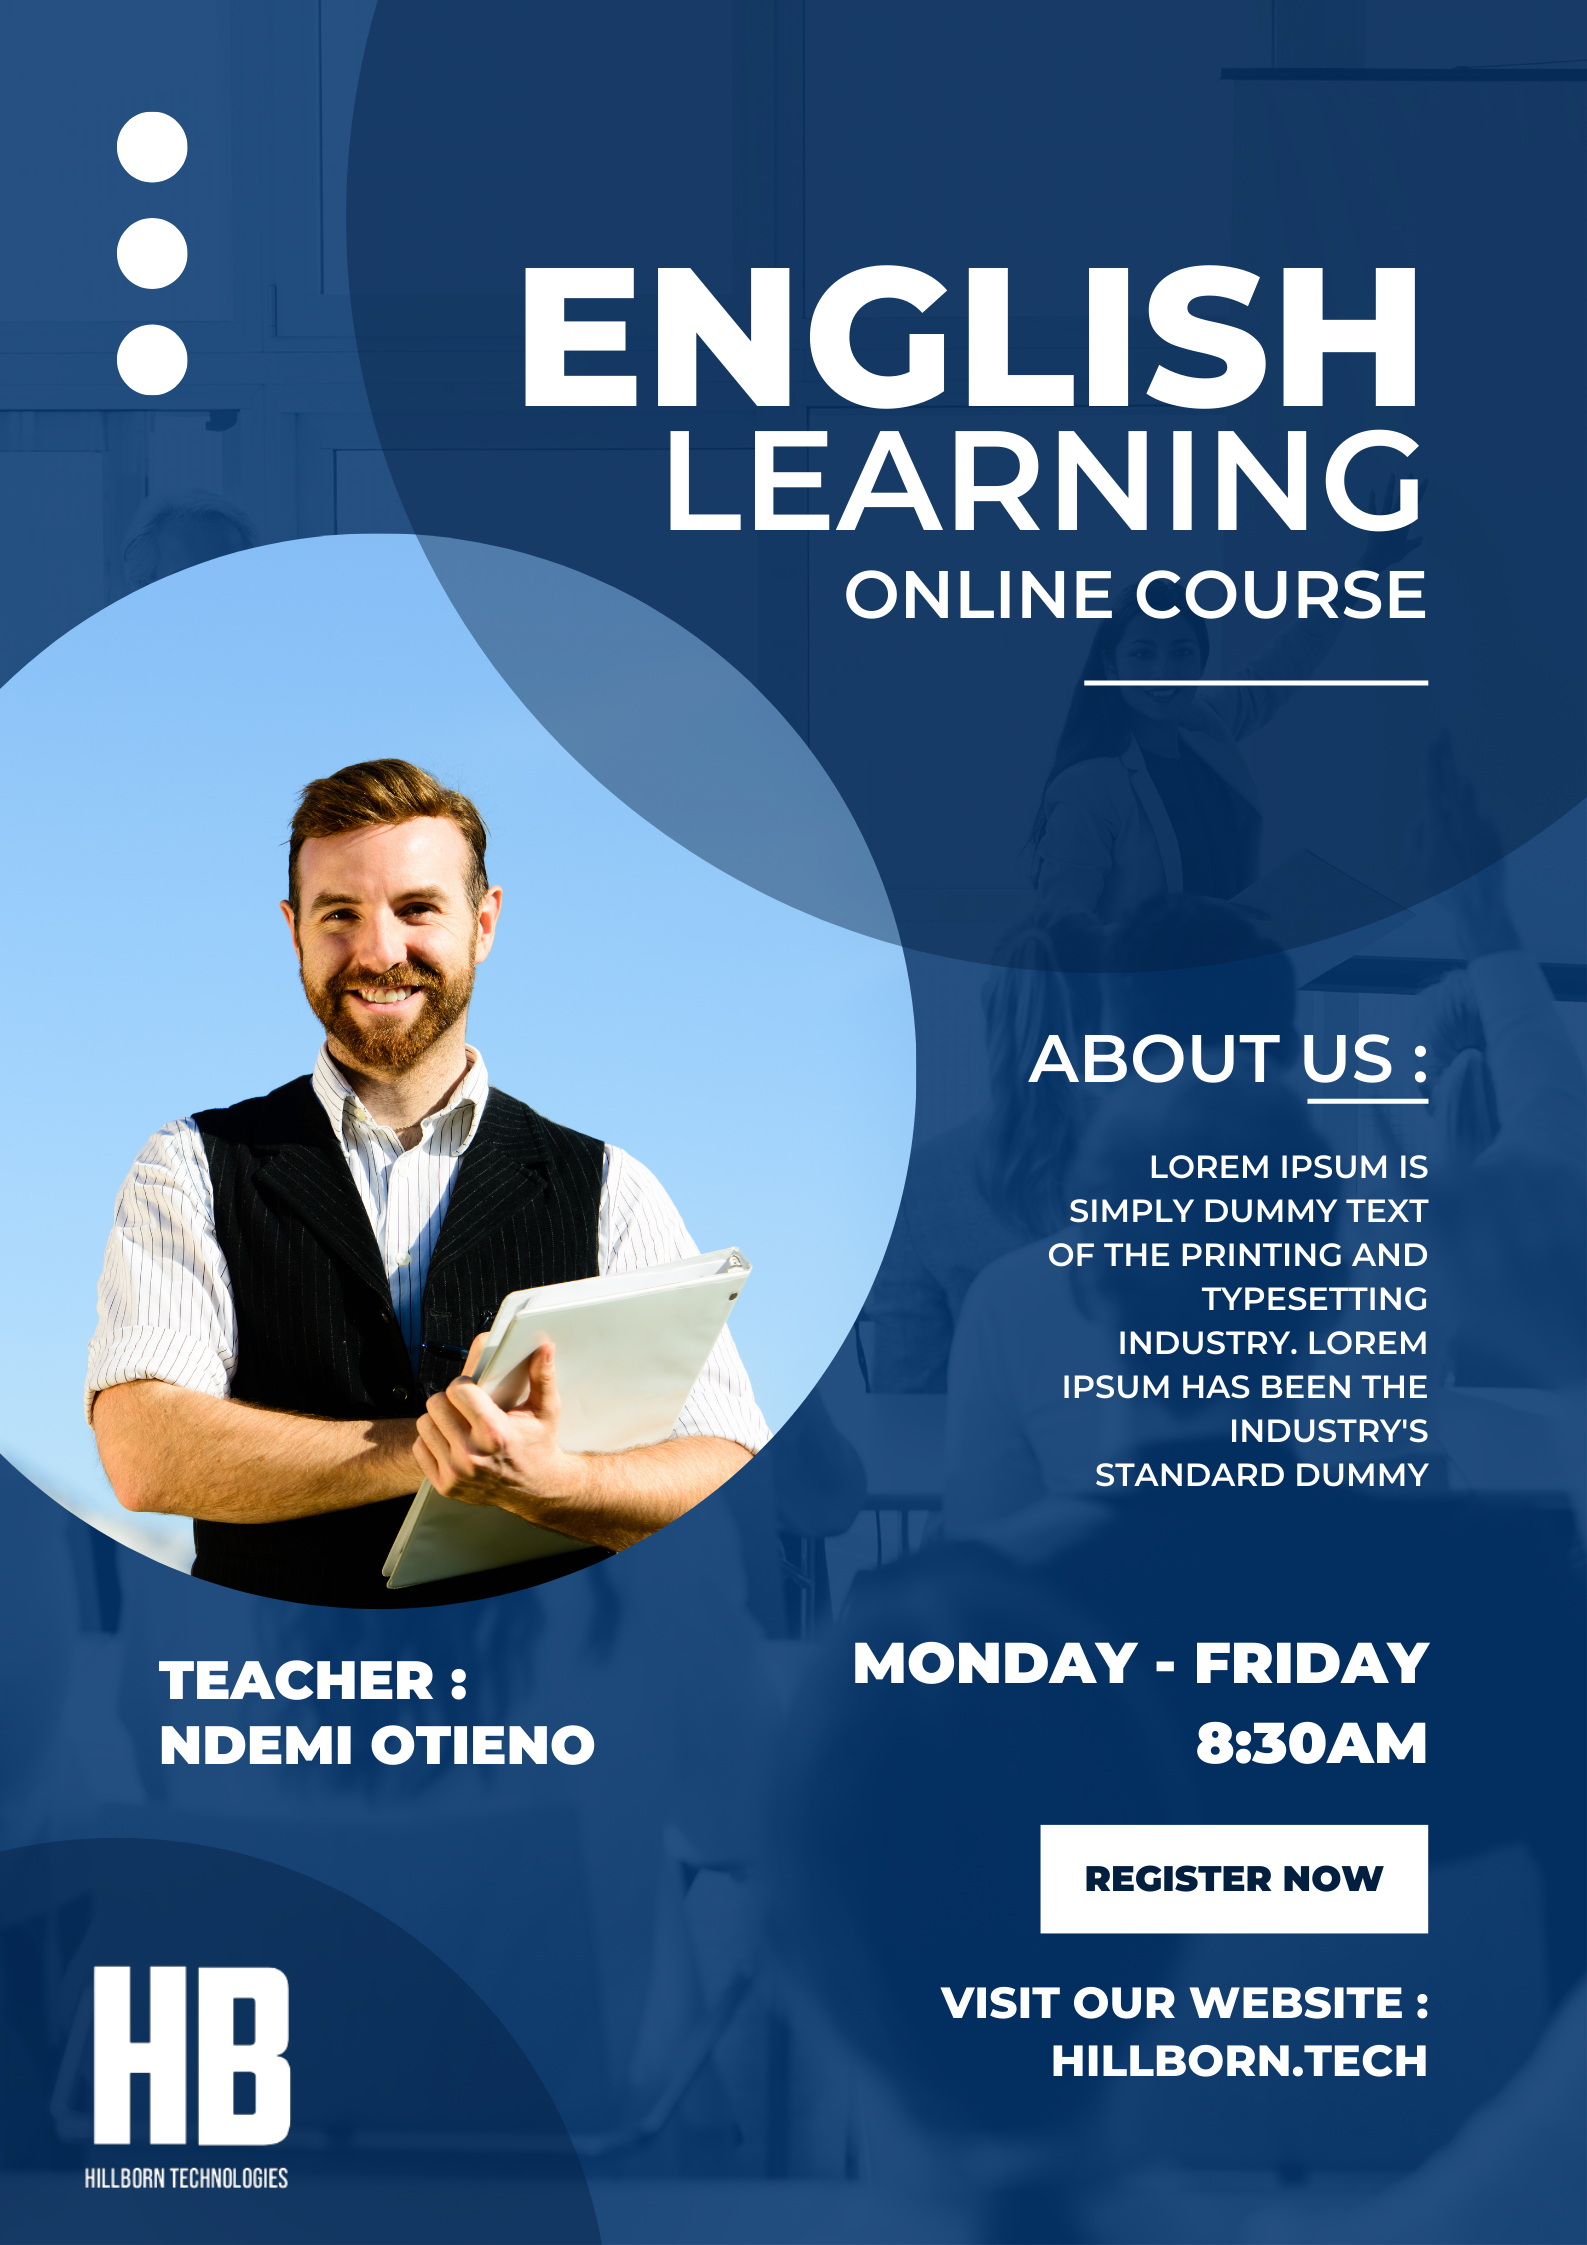 ENGLISH
LEARNING
ONLINE COURSE
ABOUT US :
LOREM IPSUM IS
SIMPLY DUMMY TEXT
OF THE PRINTING AND
TYPESETTING
INDUSTRY. LOREM
IPSUM HAS BEEN THE
INDUSTRY'S
STANDARD DUMMY
TEACHER :
NDEMI OTIENO
MONDAY - FRIDAY
8:30AM
REGISTER NOW
VISIT OUR WEBSITE :
HILLBORN.TECH
HB
HILLBORN TECHNOLOGIES